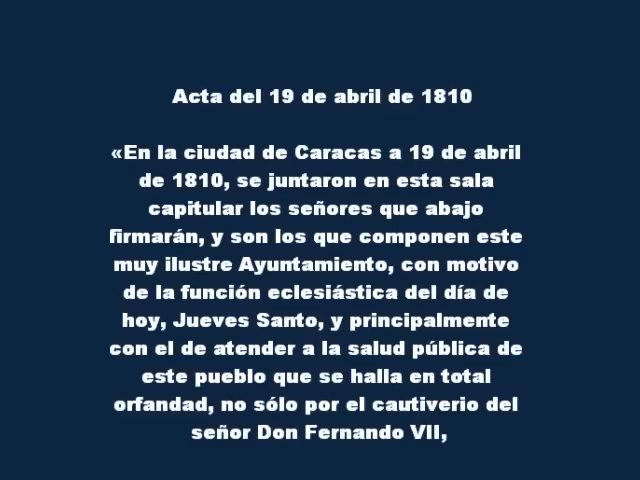 Acta del 19 de abril de 1810
«En la ciudad de Caracas a 19 de abril
de 1810, se juntaron en esta sala
capitular los señores que abajo
firmarán, y son los que componen este
muy ilustre Ayuntamiento, con motivo
de la función eclesiástica del día de
hoy, Jueves Santo, y principalmente
con el de atender a la salud pública de
este pueblo que se halla en total
orfandad, no sólo por el cautiverio del
señor Don Fernando VII,